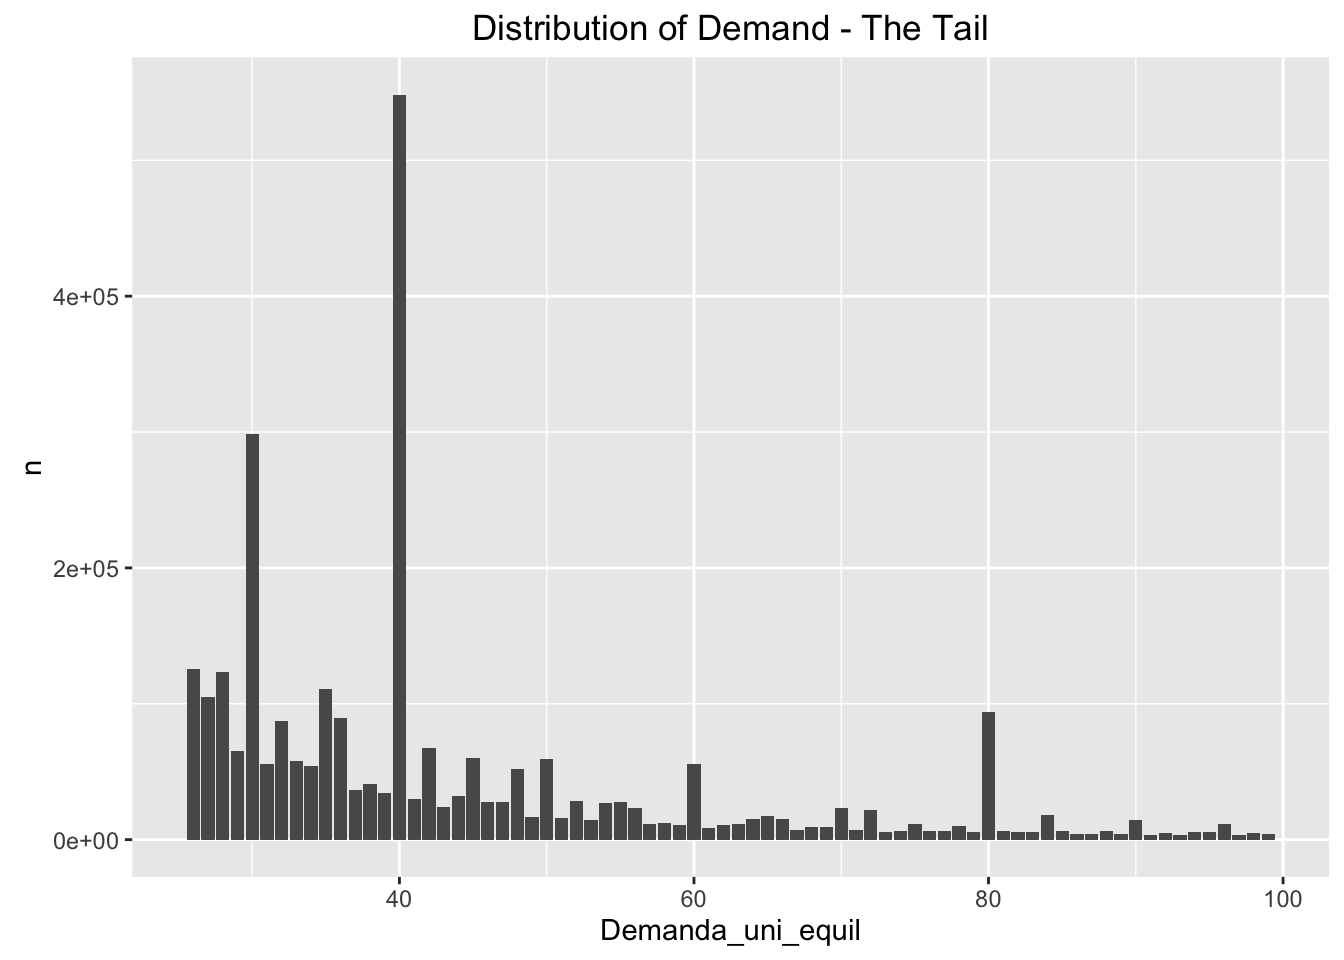 Distribution of Demand - The Tail
n
4e+05
2e+05
0e+00
40 60 80 100
Demanda_uni_equil